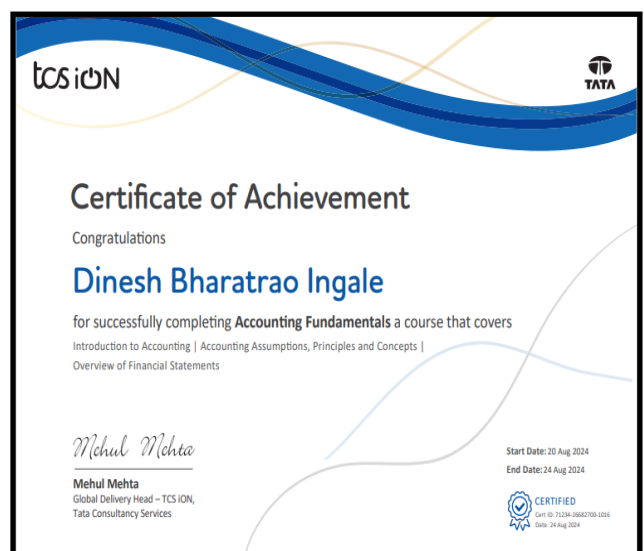 tcs iON
TATA
Certificate of Achievement
Congratulations
Dinesh Bharatrao Ingale
for successfully completing Accounting Fundamentals a course that covers
Introduction to Accounting | Accounting Assumptions, Principles and Concepts |
Overview of Financial Statements
Mehul Mehta
Mehul Mehta
Global Delivery Head – TCS iON,
Tata Consultancy Services
Start Date: 20 Aug 2024
End Date: 24 Aug 2024
CERTIFIED
Cert ID: 71234-26682700-1016
Date: 24 Aug 2024